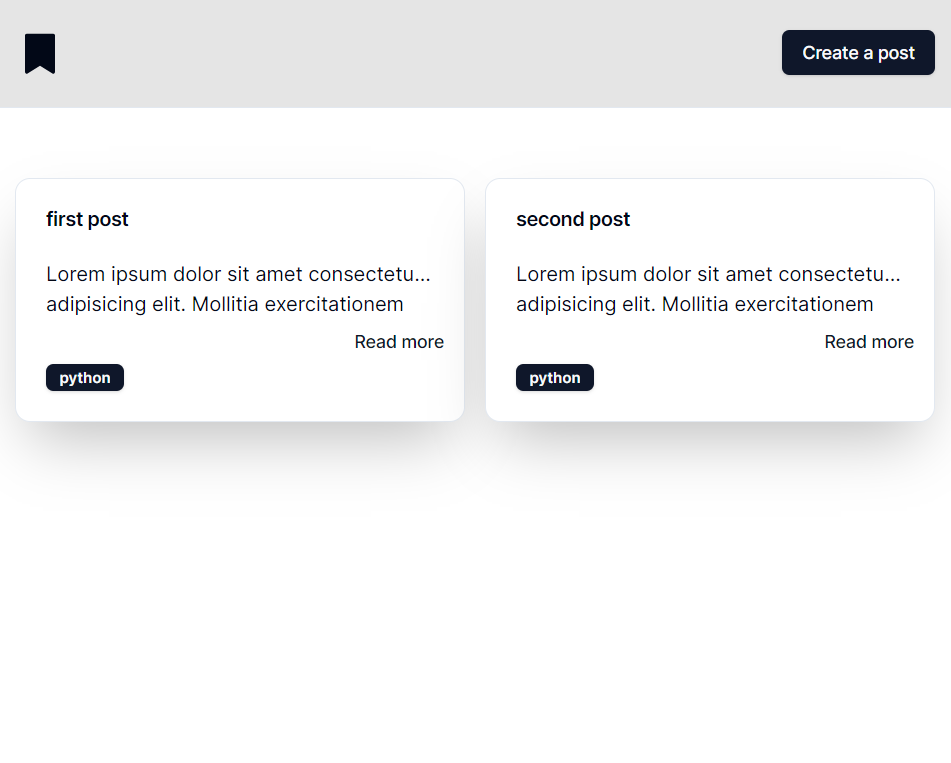 Create a post
first post
Lorem ipsum dolor sit amet consectetu...
adipisicing elit. Mollitia exercitationem
Read more
python
second post
Lorem ipsum dolor sit amet consectetu...
adipisicing elit. Mollitia exercitationem
Read more
python